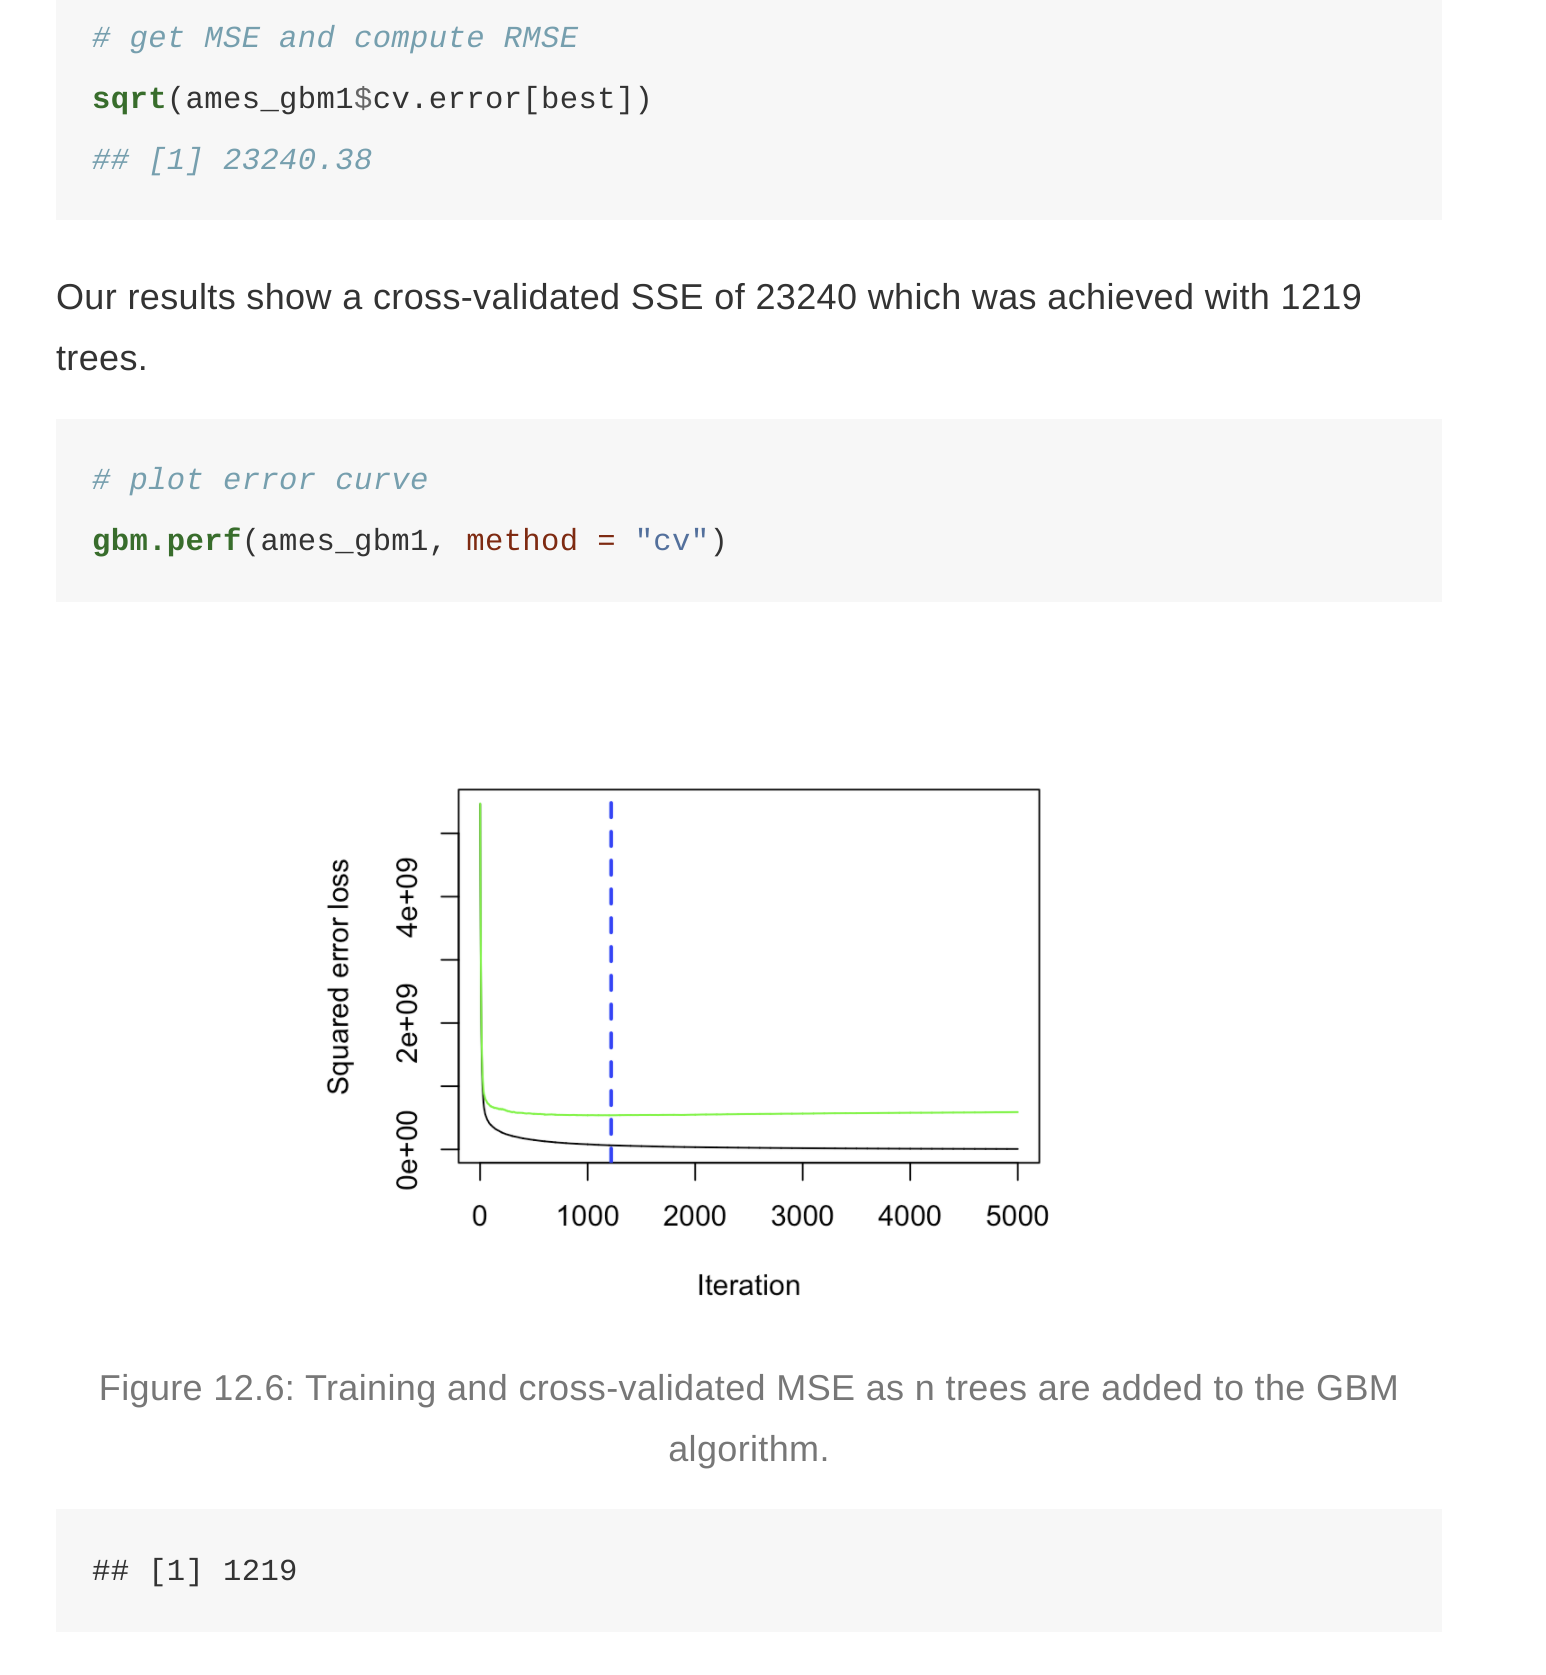 # get MSE and compute RMSE
sqrt(ames_gbm1$cv.error[best])
## [1] 23240.38
Our results show a cross-validated SSE of 23240 which was achieved with 1219
trees.
# plot error curve
gbm.perf(ames_gbm1, method = "cv")
Squared error loss
4e+09
2e+09
0e+00
0 1000 2000 3000 4000 5000
Iteration
Figure 12.6: Training and cross-validated MSE as n trees are added to the GBM
algorithm.
## [1] 1219